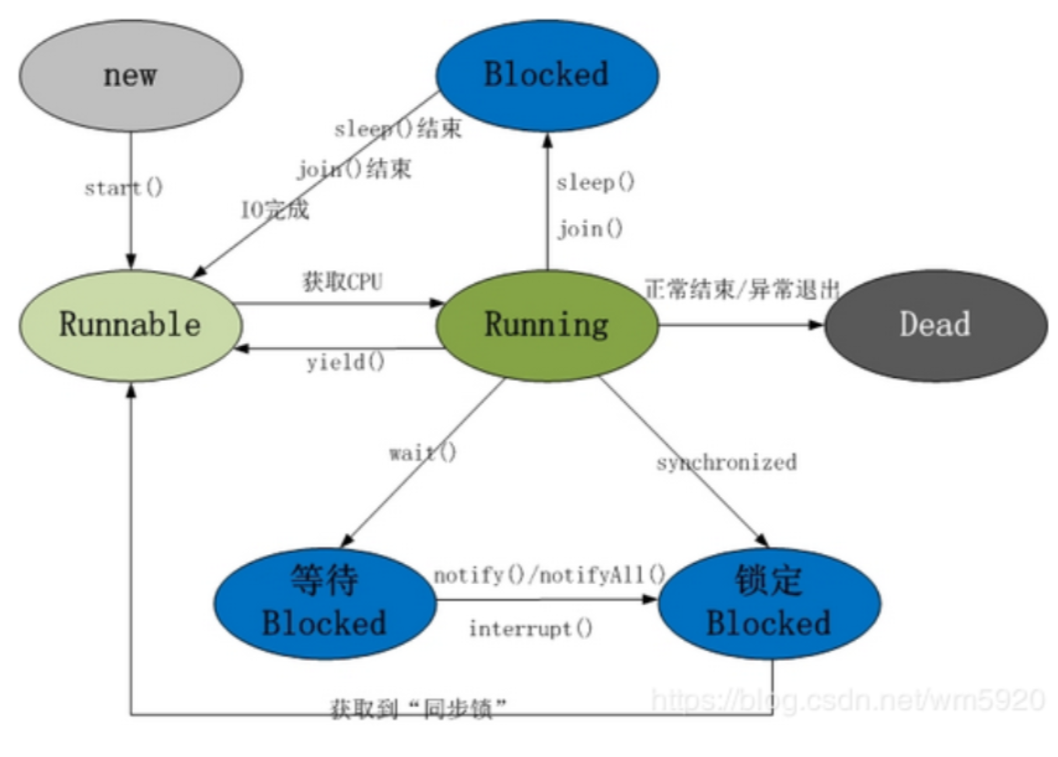 new
Blocked
sleep()结束
join()结束
IO完成
start()
sleep()
join()
获取CPU
正常结束/异常退出
Runnable
Running
Dead
yield()
wait()
synchronized
等待
Blocked
notify()/notifyAll()
interrupt()
锁定
Blocked
获取到“同步锁”
https://blog.csdn.net/wm5920